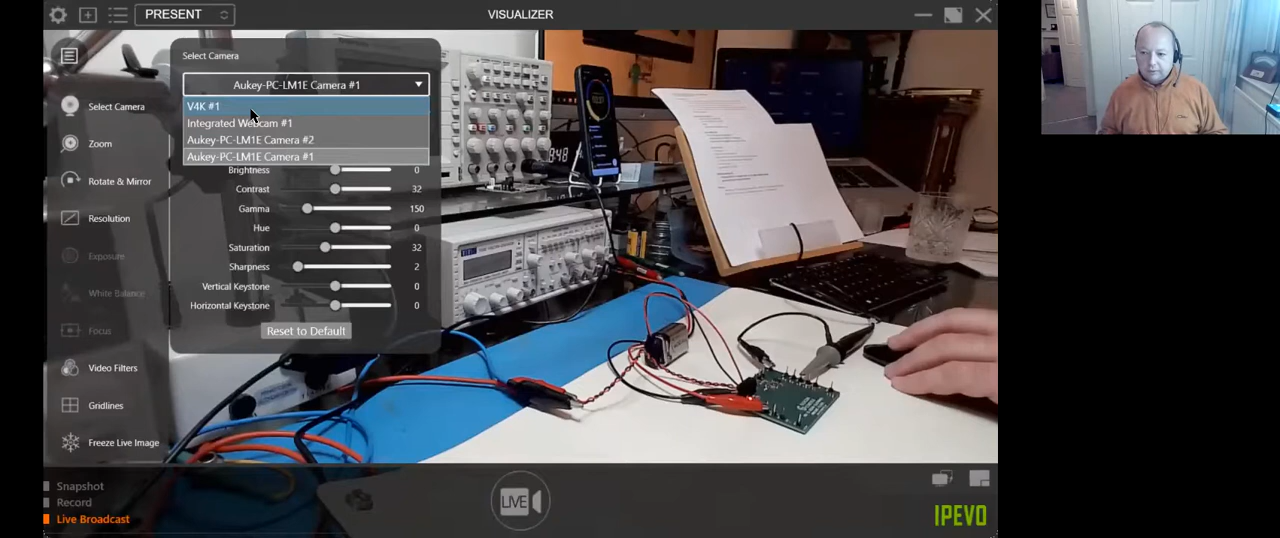 PRESENT
VISUALIZER
Select Camera
Aukey-PC-LM1E Camera #1
V4K #1
Integrated Webcam #1
Aukey-PC-LM1E Camera #2
Aukey-PC-LM1E Camera #1
Brightness 0
Contrast 32
Gamma 150
Hue 0
Saturation 32
Sharpness 2
Vertical Keystone 0
Horizontal Keystone 0
Reset to Default
Select Camera
Zoom
Rotate & Mirror
Resolution
Exposure
White Balance
Focus
Video Filters
Gridlines
Freeze Live Image
Snapshot
Record
Live Broadcast
LIVE
IPEVO